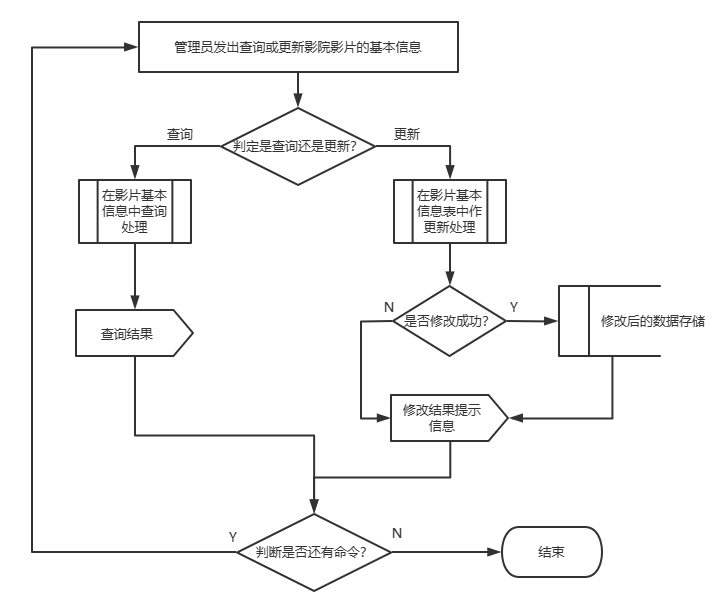 管理员发出查询或更新影院影片的基本信息
查询
判定是查询还是更新?
更新
在影片基本
信息中查询
处理
在影片基本
信息表中作
更新处理
查询结果
N
是否修改成功?
Y
修改后的数据存储
修改结果提示
信息
Y
判断是否还有命令?
N
结束